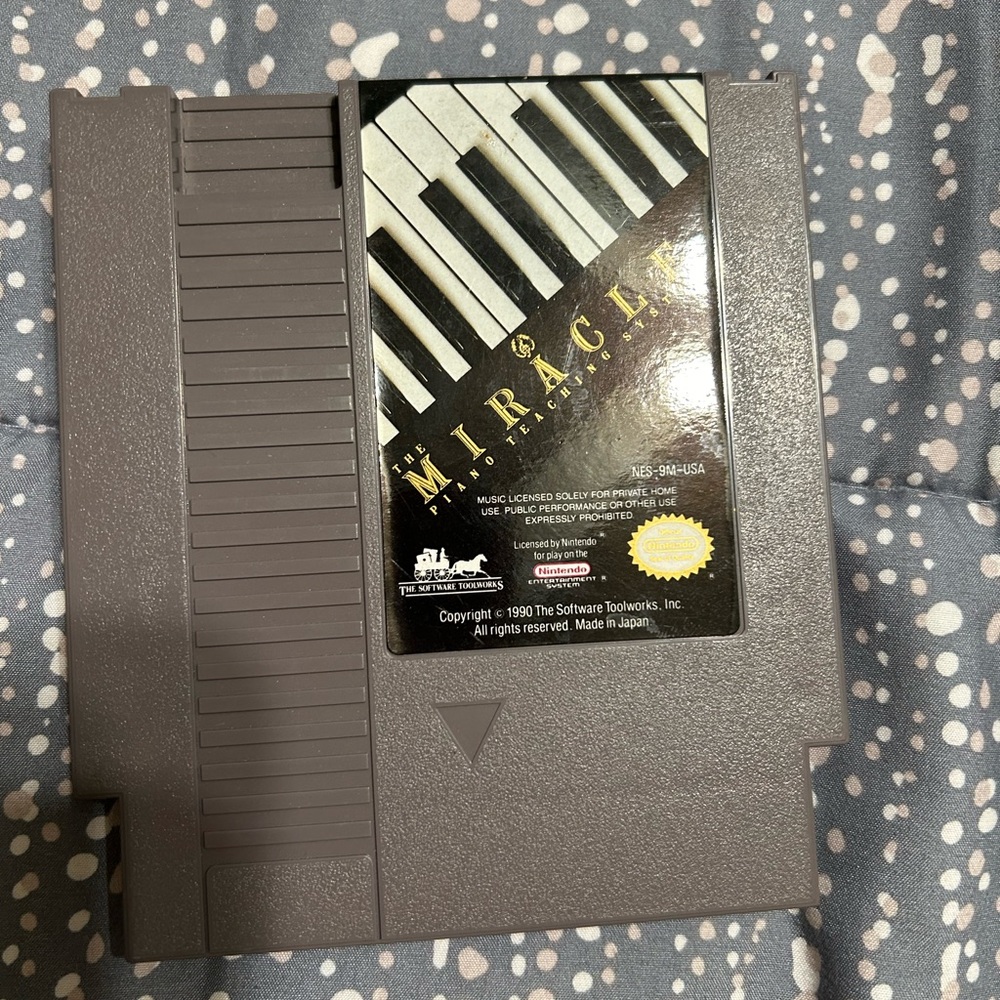 THE
MIRACLE
PIANO TEACHING SYSTEM
NES-9M-USA
MUSIC LICENSED SOLELY FOR PRIVATE HOME
USE. PUBLIC PERFORMANCE OR OTHER USE
EXPRESSLY PROHIBITED.
Licensed by Nintendo®
for play on the
Nintendo
ENTERTAINMENT
SYSTEM®
THE SOFTWARE TOOLWORKS
Copyright © 1990 The Software Toolworks, Inc.
All rights reserved. Made in Japan